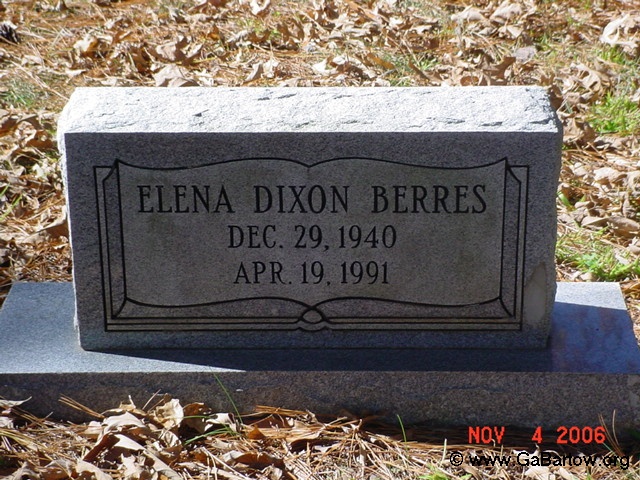 ELENA DIXON BERRES
DEC. 29, 1940
APR. 19, 1991
NOV 4 2006
© www.GaBartow.org